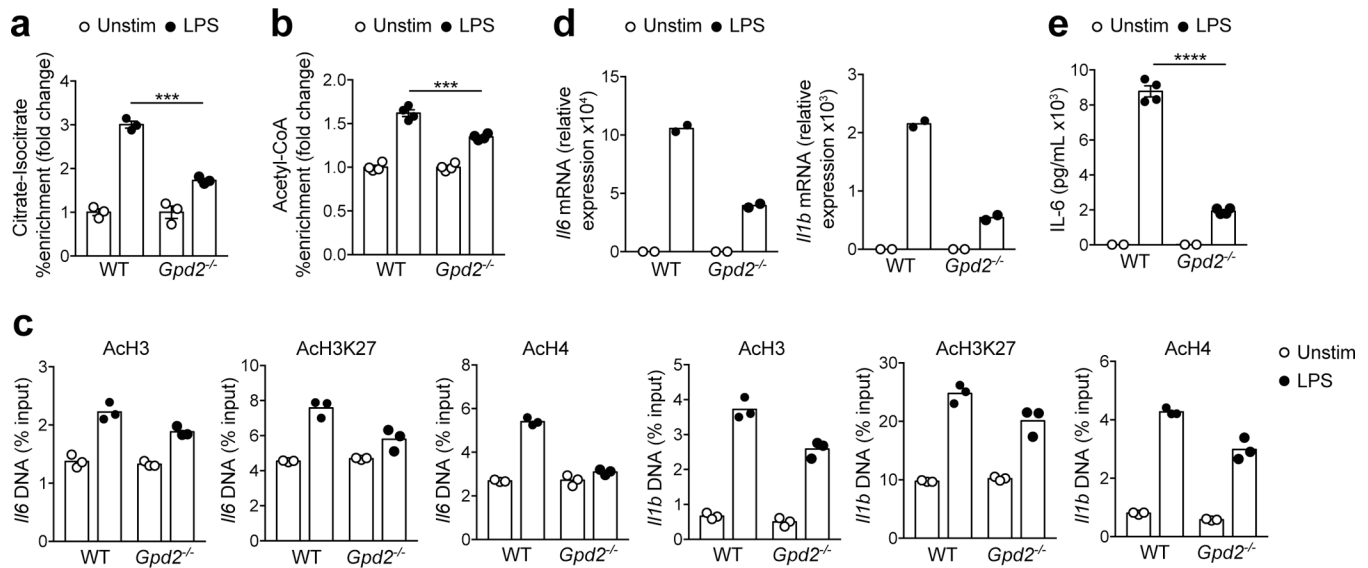 a
○ Unstim ● LPS
Citrate-Isocitrate
%enrichment (fold change)
4
3
2
1
0
***
WT Gpd2-/-
b
○ Unstim ● LPS
Acetyl-CoA
%enrichment (fold change)
2.0
1.5
1.0
0.5
0.0
***
WT Gpd2-/-
d
○ Unstim ● LPS
Il6 mRNA (relative
expression x10⁴)
15
10
5
0
WT Gpd2-/-
Il1b mRNA (relative
expression x10³)
3
2
1
0
WT Gpd2-/-
e
○ Unstim ● LPS
IL-6 (pg/mL x10³)
10
8
6
4
2
0
****
WT Gpd2-/-
c
AcH3
Il6 DNA (% input)
3
2
1
0
WT Gpd2-/-
AcH3K27
Il6 DNA (% input)
10
8
6
4
2
0
WT Gpd2-/-
AcH4
Il6 DNA (% input)
8
6
4
2
0
WT Gpd2-/-
AcH3
Il1b DNA (% input)
5
4
3
2
1
0
WT Gpd2-/-
AcH3K27
Il1b DNA (% input)
30
20
10
0
WT Gpd2-/-
AcH4
Il1b DNA (% input)
6
4
2
0
WT Gpd2-/-
○ Unstim
● LPS